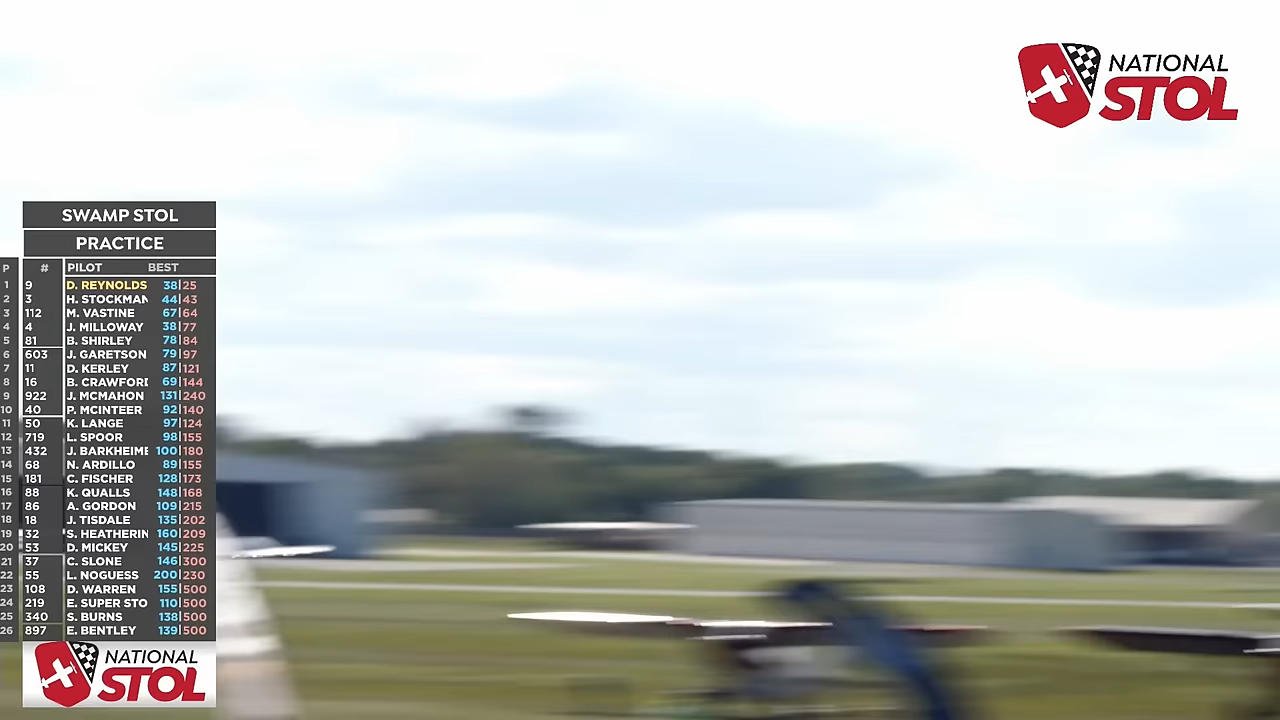 NATIONAL
STOL
SWAMP STOL
PRACTICE
P # PILOT BEST
1 9 D. REYNOLDS 38|25
2 3 H. STOCKMAN 44|43
3 112 M. VASTINE 67|64
4 4 J. MILLOWAY 38|77
5 81 B. SHIRLEY 78|84
6 603 J. GARETSON 79|97
7 11 D. KERLEY 87|121
8 16 B. CRAWFORD 69|144
9 922 J. MCMAHON 131|240
10 40 P. MCINTEER 92|140
11 50 K. LANGE 97|124
12 719 L. SPOOR 98|155
13 432 J. BARKHEIME 100|180
14 68 N. ARDILLO 89|155
15 181 C. FISCHER 128|173
16 88 K. QUALLS 148|168
17 86 A. GORDON 109|215
18 18 J. TISDALE 135|202
19 32 S. HEATHERIN 160|209
20 53 D. MICKEY 145|225
21 37 C. SLONE 146|300
22 55 L. NOGUESS 200|230
23 108 D. WARREN 155|500
24 219 E. SUPER STO 110|500
25 340 S. BURNS 138|500
26 897 E. BENTLEY 139|500
NATIONAL
STOL